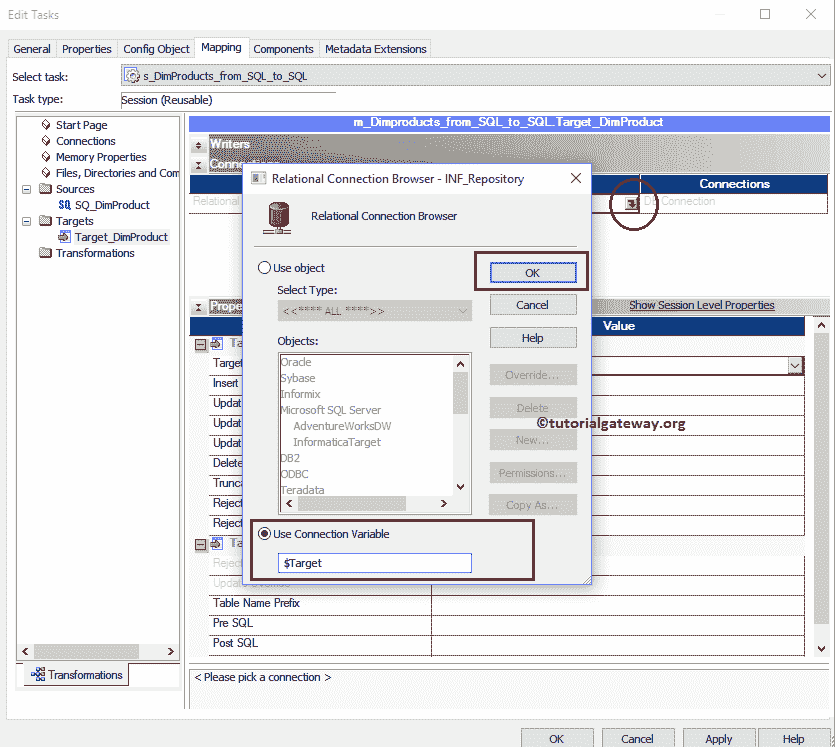 Edit Tasks
General Properties Config Object Mapping Components Metadata Extensions
Select task: s_DimProducts_from_SQL_to_SQL
Task type: Session (Reusable)
Start Page
Connections
Memory Properties
Files, Directories and Com
Sources
SQ_DimProduct
Targets
Target_DimProduct
Transformations
Transformations
m_Dimproducts_from_SQL_to_SQL.Target_DimProduct
Writers
Connections
Relational DB Connection
Relational Connection Browser - INF_Repository
Relational Connection Browser
Use object
Select Type:
<<**** ALL ****>>
Objects:
Oracle
Sybase
Informix
Microsoft SQL Server
AdventureWorksDW
InformaticaTarget
DB2
ODBC
Teradata
OK
Cancel
Help
Override...
Delete
New...
Permissions...
Copy As...
Use Connection Variable
$Target
©tutorialgateway.org
Show Session Level Properties
Value
Target
Insert
Updat
Updat
Updat
Delete
Trunca
Reject
Reject
Reject
Table Name Prefix
Pre SQL
Post SQL
< Please pick a connection >
OK Cancel Apply Help